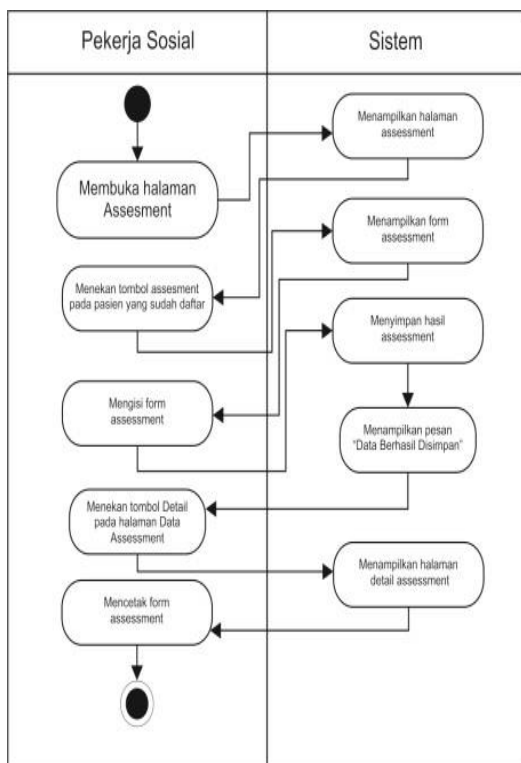 Pekerja Sosial
Sistem
Menampilkan halaman
assessment
Membuka halaman
Assesment
Menampilkan form
assessment
Menekan tombol assesment
pada pasien yang sudah daftar
Menyimpan hasil
assessment
Mengisi form
assessment
Menampilkan pesan
“Data Berhasil Disimpan”
Menekan tombol Detail
pada halaman Data
Assessment
Menampilkan halaman
detail assessment
Mencetak form
assessment